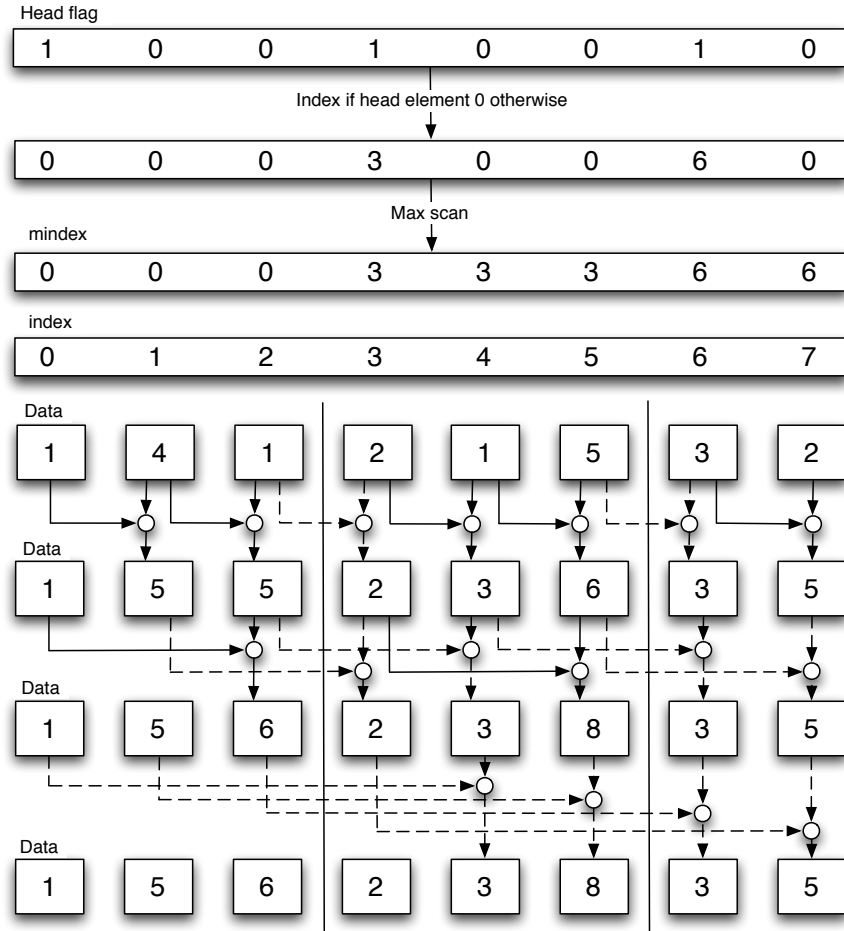 Head flag
1 0 0 1 0 0 1 0
Index if head element 0 otherwise
0 0 0 3 0 0 6 0
Max scan
mindex
0 0 0 3 3 3 6 6
index
0 1 2 3 4 5 6 7
Data
1 4 1 2 1 5 3 2
Data
1 5 5 2 3 6 3 5
Data
1 5 6 2 3 8 3 5
Data
1 5 6 2 3 8 3 5